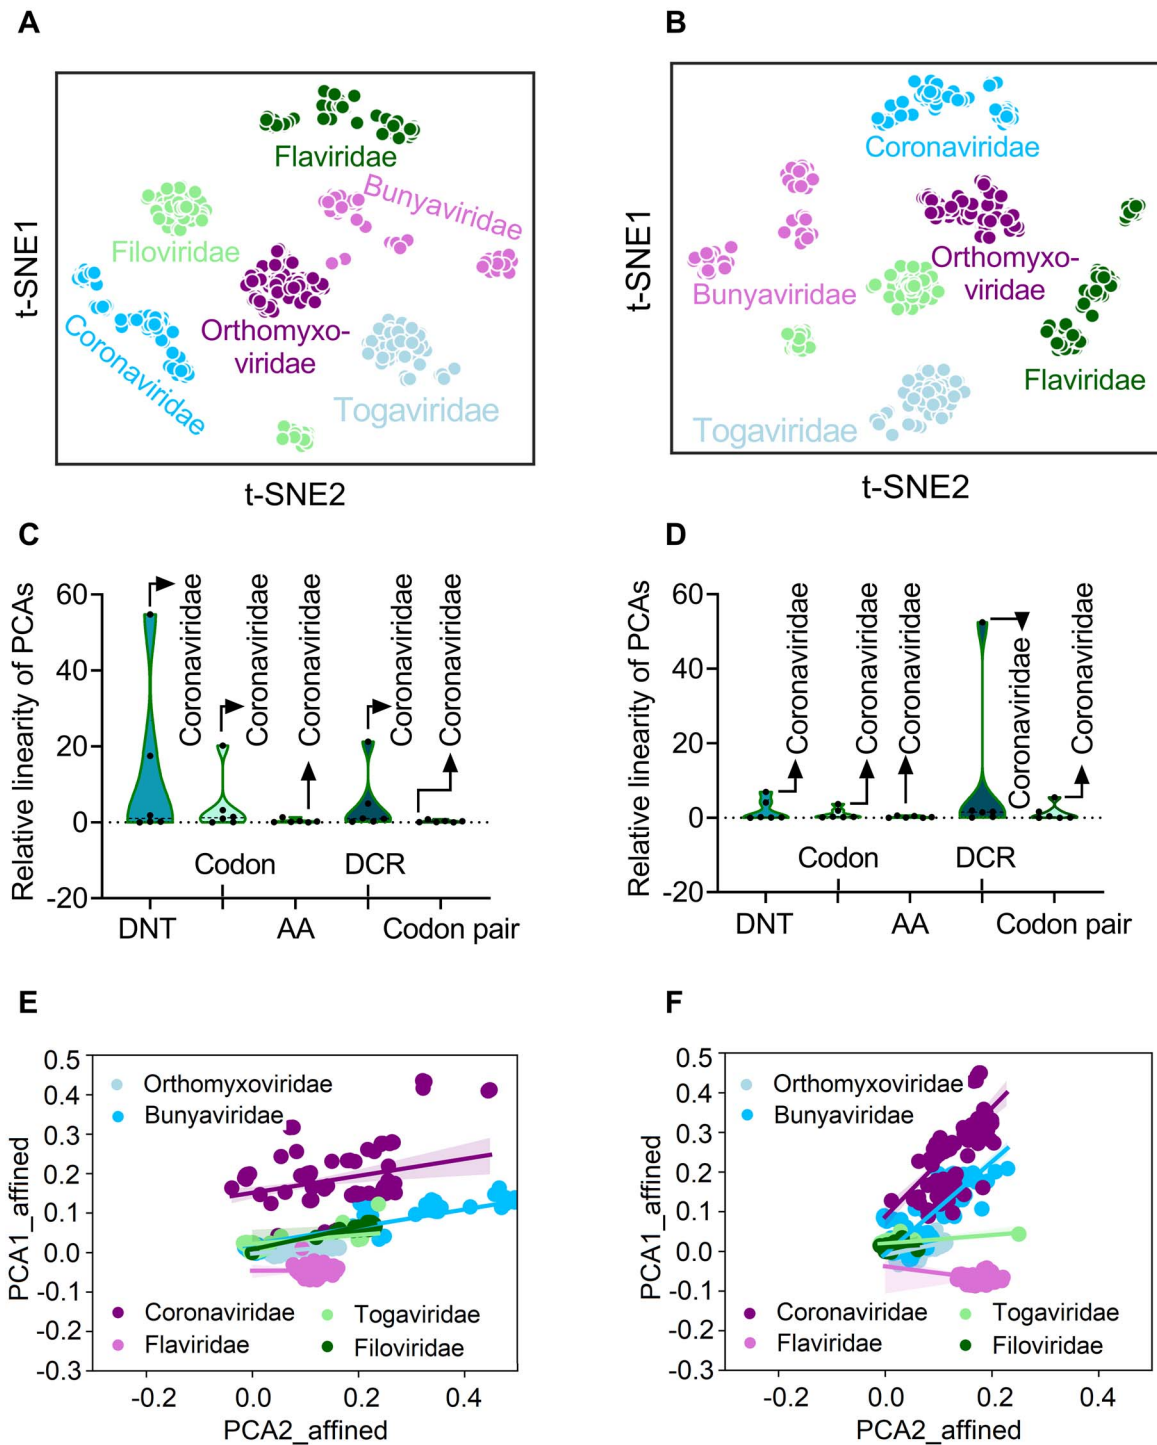 A
Flaviridae
Bunyaviridae
Filoviridae
Orthomyxo-
viridae
Coronaviridae
Togaviridae
t-SNE1
t-SNE2
B
Coronaviridae
Orthomyxo-
viridae
Bunyaviridae
Flaviridae
Togaviridae
t-SNE1
t-SNE2
C
Relative linearity of PCAs
60
40
20
0
-20
Coronaviridae
Coronaviridae
Coronaviridae
Coronaviridae
Coronaviridae
Codon
DCR
DNT
AA
Codon pair
D
Relative linearity of PCAs
60
40
20
0
-20
Coronaviridae
Coronaviridae
Coronaviridae
Coronaviridae
Coronaviridae
Codon
DCR
DNT
AA
Codon pair
E
PCA1_affined
0.5
0.4
0.3
0.2
0.1
0.0
-0.1
-0.2
-0.3
Orthomyxoviridae
Bunyaviridae
Coronaviridae
Togaviridae
Flaviridae
Filoviridae
-0.2
0.0
0.2
0.4
PCA2_affined
F
PCA1_affined
0.5
0.4
0.3
0.2
0.1
0.0
-0.1
-0.2
-0.3
Orthomyxoviridae
Bunyaviridae
Coronaviridae
Togaviridae
Flaviridae
Filoviridae
-0.2
0.0
0.2
0.4
PCA2_affined